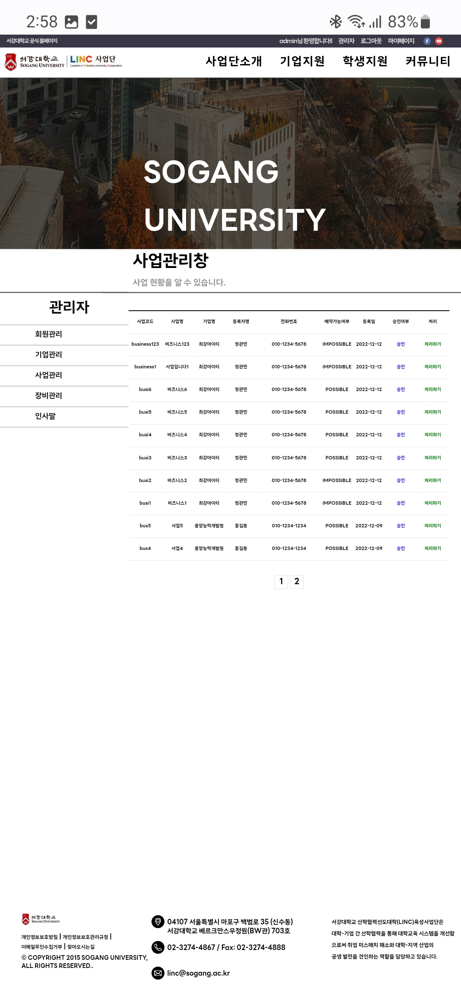 2:58 83%
서강대학교 공식 홈페이지 admin님 환영합니다!! 관리자 로그아웃 마이페이지
서강대학교 SOGANG UNIVERSITY LINC 사업단 Leaders in INdustry-university Cooperation
사업단소개 기업지원 학생지원 커뮤니티
SOGANG
UNIVERSITY
사업관리창
사업 현황을 알 수 있습니다.
관리자
회원관리
기업관리
사업관리
장비관리
인사말
사업코드 사업명 기업명 등록자명 전화번호 예약가능여부 등록일 승인여부 처리
business123 비즈니스123 최강아이티 정관민 010-1234-5678 IMPOSSIBLE 2022-12-12 승인 처리하기
business1 사업입니다1 최강아이티 정관민 010-1234-5678 IMPOSSIBLE 2022-12-12 승인 처리하기
busi6 비즈니스6 최강아이티 정관민 010-1234-5678 POSSIBLE 2022-12-12 승인 처리하기
busi5 비즈니스5 최강아이티 정관민 010-1234-5678 POSSIBLE 2022-12-12 승인 처리하기
busi4 비즈니스4 최강아이티 정관민 010-1234-5678 POSSIBLE 2022-12-12 승인 처리하기
busi3 비즈니스3 최강아이티 정관민 010-1234-5678 POSSIBLE 2022-12-12 승인 처리하기
busi2 비즈니스2 최강아이티 정관민 010-1234-5678 IMPOSSIBLE 2022-12-12 승인 처리하기
busi1 비즈니스1 최강아이티 정관민 010-1234-5678 IMPOSSIBLE 2022-12-12 승인 처리하기
bus5 사업5 중앙능력개발원 홍길동 010-1234-1234 POSSIBLE 2022-12-09 승인 처리하기
bus4 사업4 중앙능력개발원 홍길동 010-1234-1234 POSSIBLE 2022-12-09 승인 처리하기
1 2
서강대학교
SOGANG UNIVERSITY
개인정보보호방침 | 개인정보보호관리규정 |
이메일무단수집거부 | 찾아오시는길
© COPYRIGHT 2015 SOGANG UNIVERSITY,
ALL RIGHTS RESERVED..
04107 서울특별시 마포구 백범로 35 (신수동)
서강대학교 베르크만스우정원(BW관) 703호
02-3274-4867 / Fax: 02-3274-4888
linc@sogang.ac.kr
서강대학교 산학협력선도대학(LINC)육성사업단은
대학-기업 간 산학협력을 통해 대학교육 시스템을 개선함
으로써 취업 미스매치 해소와 대학-지역 산업의
공생 발전을 견인하는 역할을 담당하고 있습니다.